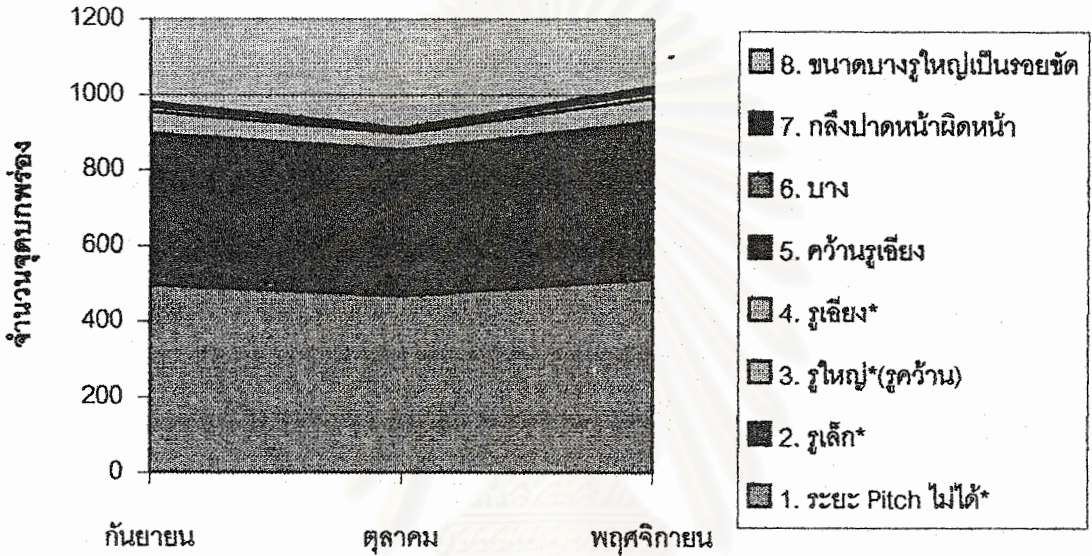 1200
1000
800
600
400
200
0
จำนวนจุดบกพร่อง
กันยายน
ตุลาคม
พฤศจิกายน
8. ขนาดบางรูใหญ่เป็นรอยขัด
7. กลึงปาดหน้าผิดหน้า
6. บาง
5. คว้านรูเอียง
4. รูเอียง*
3. รูใหญ่*(รูคว้าน)
2. รูเล็ก*
1. ระยะ Pitch ไม่ได้*